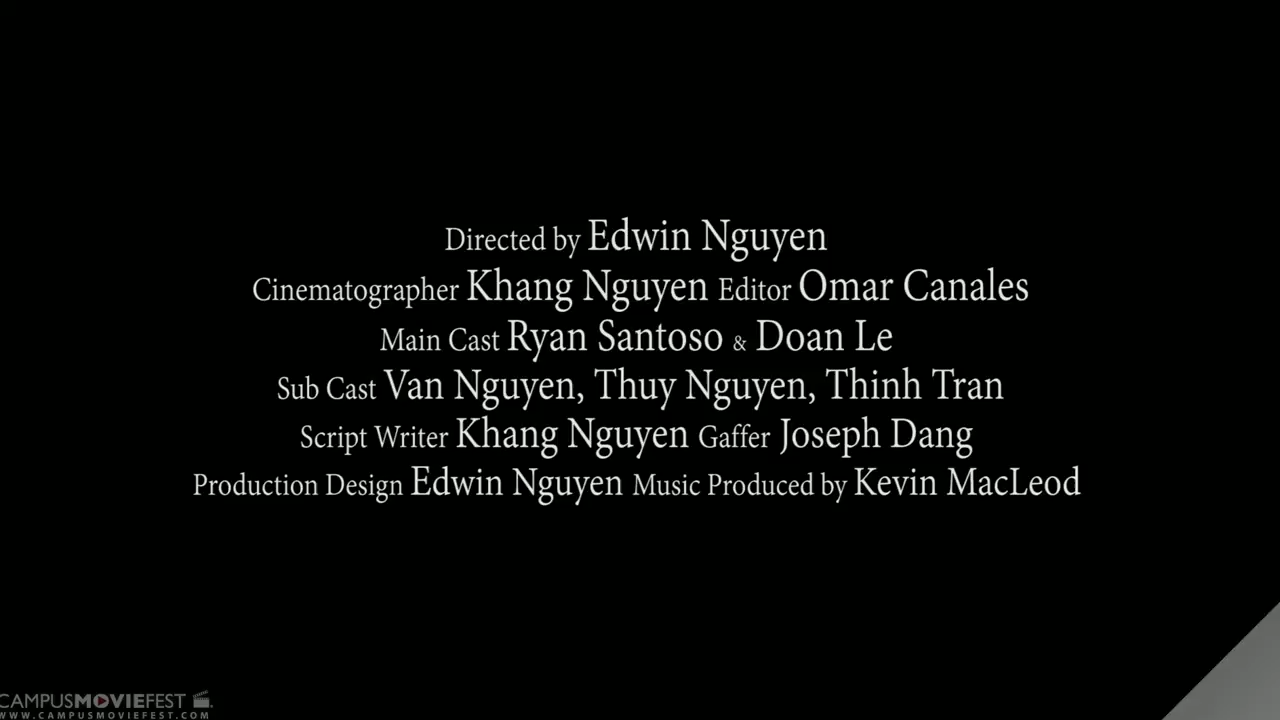 Directed by Edwin Nguyen
Cinematographer Khang Nguyen Editor Omar Canales
Main Cast Ryan Santoso & Doan Le
Sub Cast Van Nguyen, Thuy Nguyen, Thinh Tran
Script Writer Khang Nguyen Gaffer Joseph Dang
Production Design Edwin Nguyen Music Produced by Kevin MacLeod
CAMPUSMOVIEFEST
WWW.CAMPUSMOVIEFEST.COM